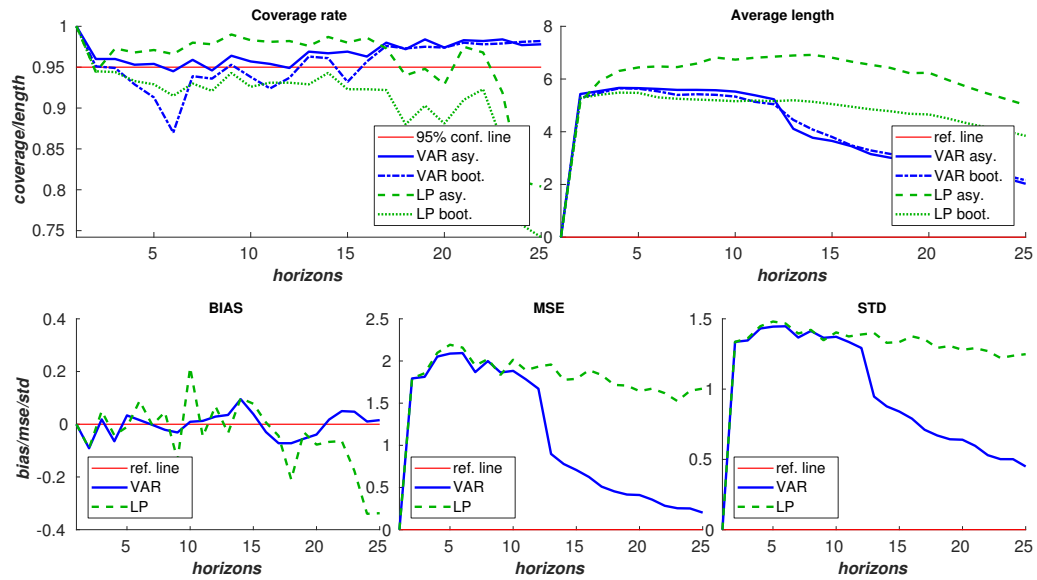 Coverage rate
coverage/length
1
0.95
0.9
0.85
0.8
0.75
5
10
15
20
25
horizons
95% conf. line
VAR asy.
VAR boot.
LP asy.
LP boot.
Average length
8
6
4
2
0
5
10
15
20
25
horizons
ref. line
VAR asy.
VAR boot.
LP asy.
LP boot.
BIAS
bias/mse/std
0.4
0.2
0
-0.2
-0.4
5
10
15
20
25
horizons
ref. line
VAR
LP
MSE
2.5
2
1.5
1
0.5
0
5
10
15
20
25
horizons
ref. line
VAR
LP
STD
1.5
1
0.5
0
5
10
15
20
25
horizons
ref. line
VAR
LP